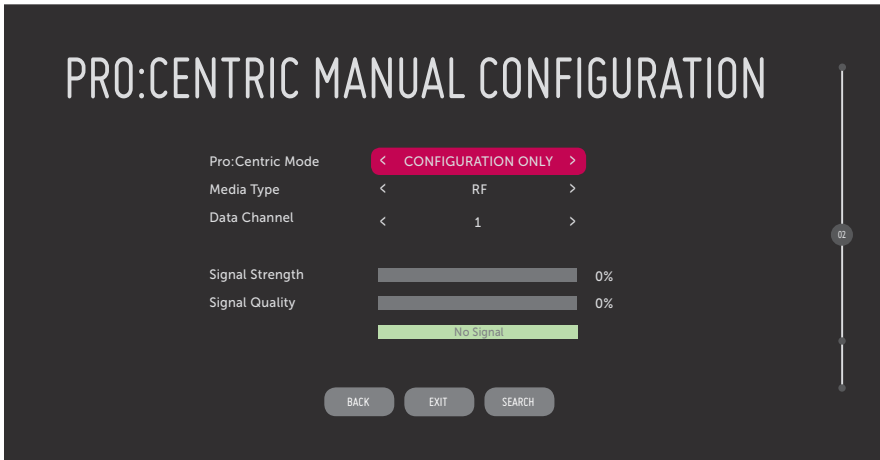 PRO:CENTRIC MANUAL CONFIGURATION
Pro:Centric Mode < CONFIGURATION ONLY >
Media Type < RF >
Data Channel < 1 >
02
Signal Strength 0%
Signal Quality 0%
No Signal
BACK EXIT SEARCH